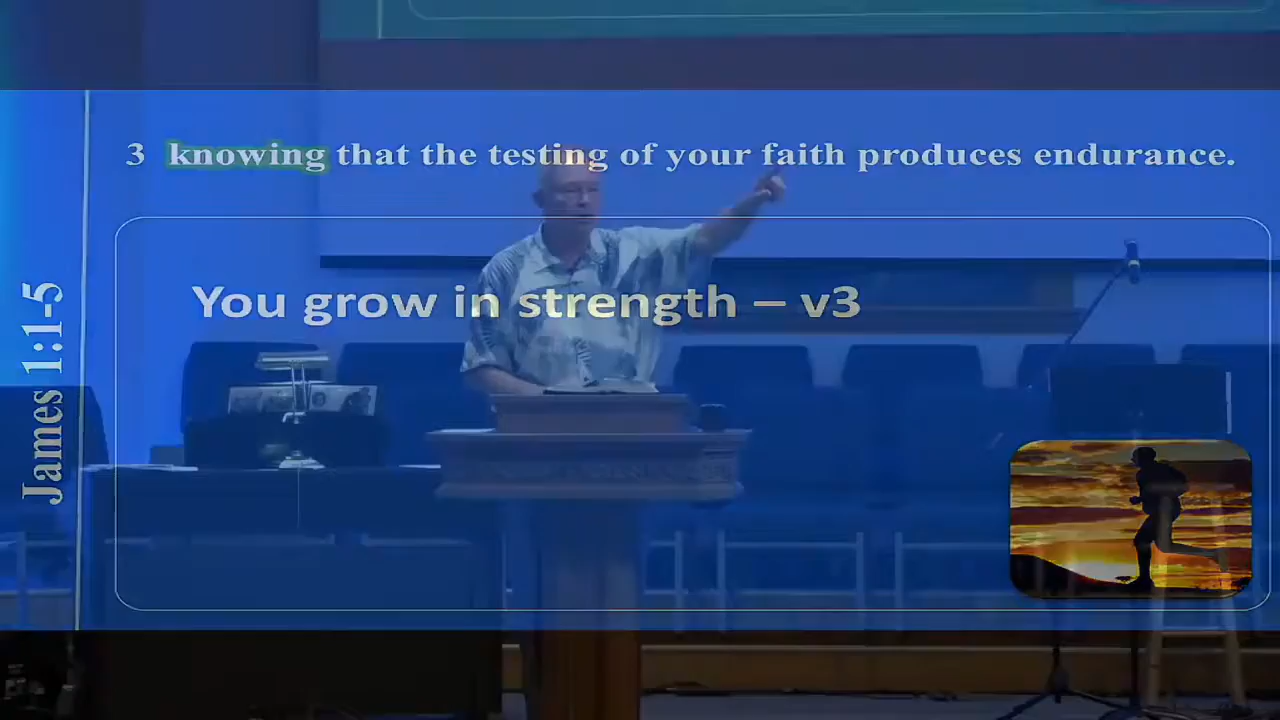 3 knowing that the testing of your faith produces endurance.
You grow in strength – v3
James 1:1-5